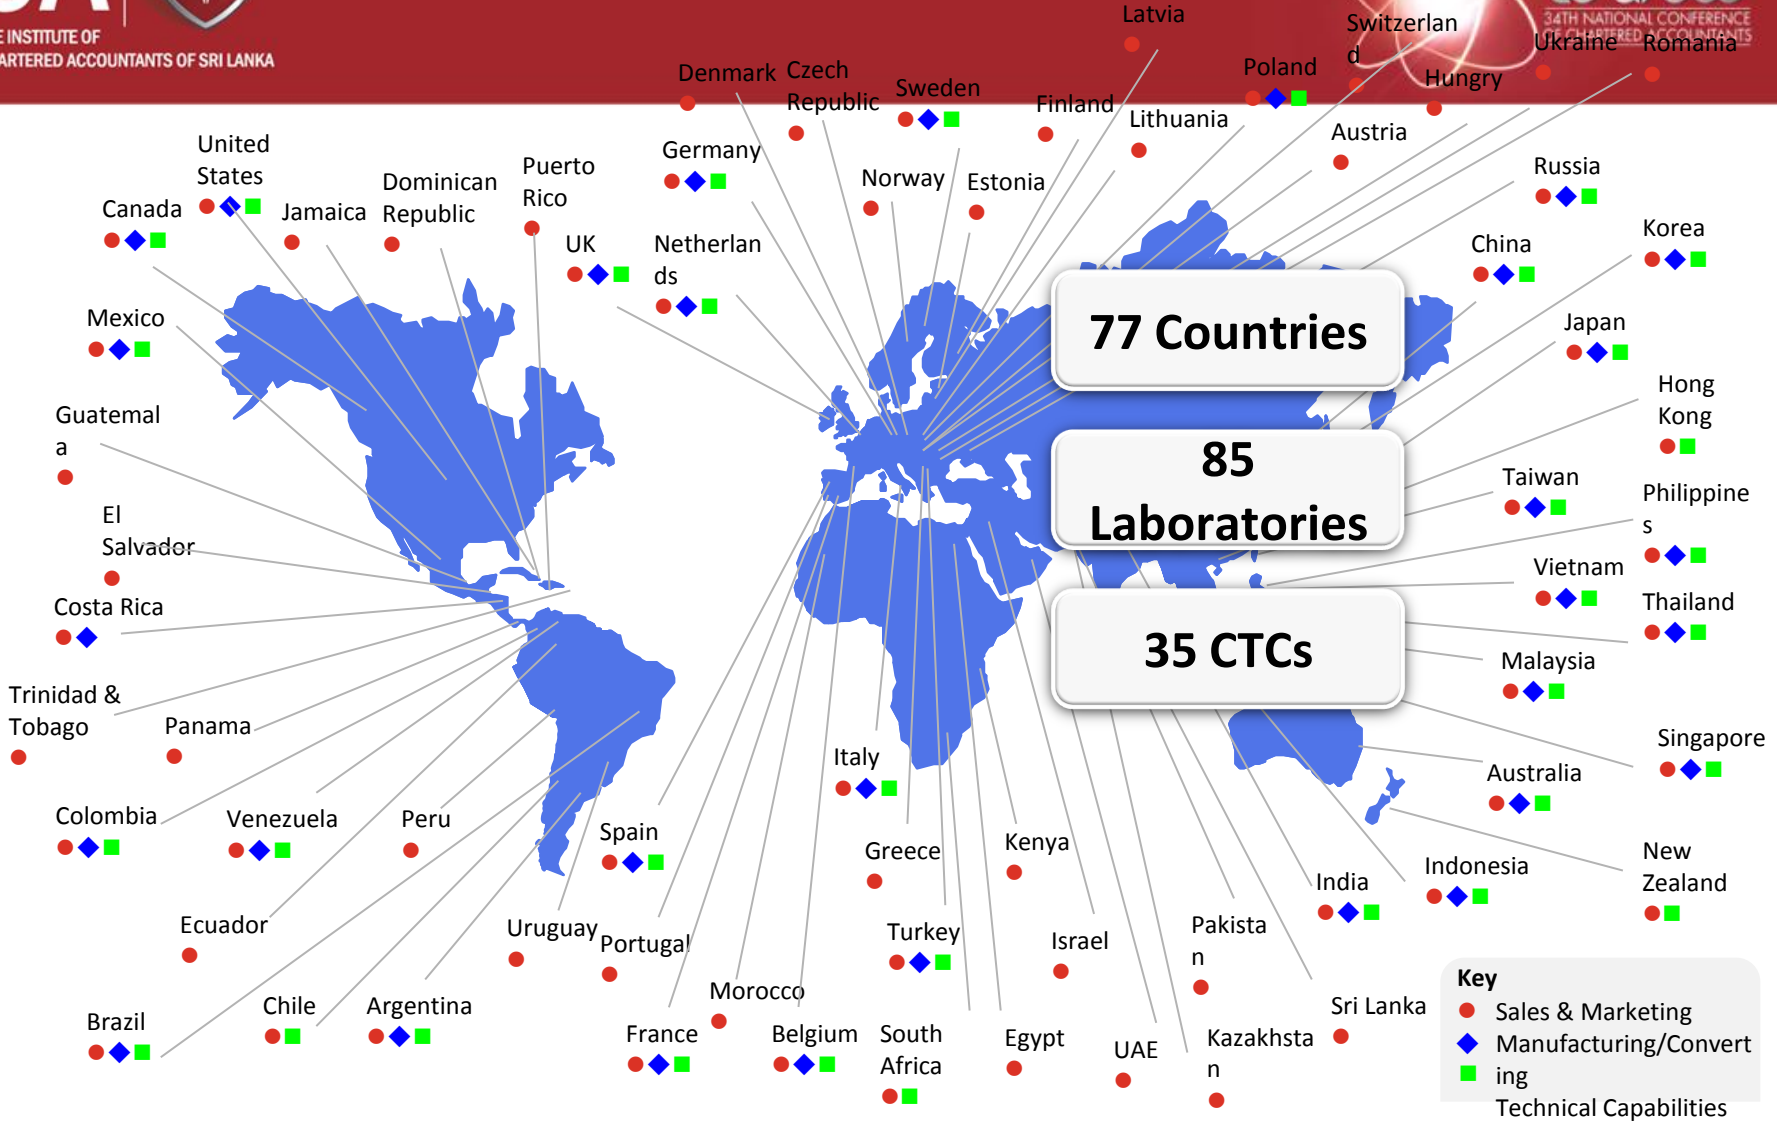 E INSTITUTE OF
ARTERED ACCOUNTANTS OF SRI LANKA
34TH NATIONAL CONFERENCE
OF CHARTERED ACCOUNTANTS
Latvia
Switzerlan
d
Ukraine
Romania
Denmark
Czech
Republic
Sweden
Poland
Hungry
Finland
Lithuania
Austria
United
States
Germany
Puerto
Rico
Dominican
Republic
Norway
Estonia
Russia
Canada
Jamaica
UK
Netherlan
ds
China
Korea
Mexico
77 Countries
Japan
Guatemal
a
Hong
Kong
85
Laboratories
Taiwan
Philippine
s
El
Salvador
Vietnam
Costa Rica
Thailand
35 CTCs
Malaysia
Trinidad &
Tobago
Panama
Singapore
Italy
Australia
Colombia
Venezuela
Peru
Spain
Greece
Kenya
Indonesia
India
New
Zealand
Ecuador
Uruguay
Portugal
Turkey
Israel
Pakista
n
Brazil
Chile
Argentina
Morocco
France
Belgium
South
Africa
Egypt
UAE
Kazakhsta
n
Sri Lanka
Key
Sales & Marketing
Manufacturing/Convert
ing
Technical Capabilities